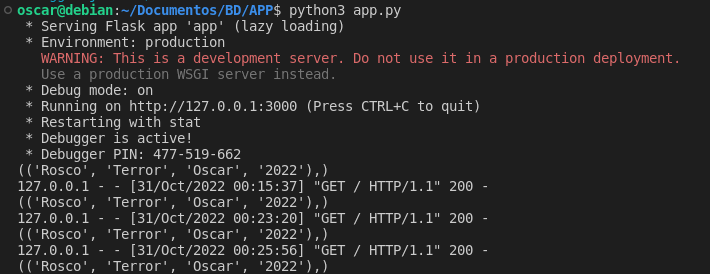 oscar@debian:~/Documentos/BD/APP$ python3 app.py
* Serving Flask app 'app' (lazy loading)
* Environment: production
WARNING: This is a development server. Do not use it in a production deployment.
Use a production WSGI server instead.
* Debug mode: on
* Running on http://127.0.0.1:3000 (Press CTRL+C to quit)
* Restarting with stat
* Debugger is active!
* Debugger PIN: 477-519-662
(('Rosco', 'Terror', 'Oscar', '2022'),)
127.0.0.1 - - [31/Oct/2022 00:15:37] "GET / HTTP/1.1" 200 -
(('Rosco', 'Terror', 'Oscar', '2022'),)
127.0.0.1 - - [31/Oct/2022 00:23:20] "GET / HTTP/1.1" 200 -
(('Rosco', 'Terror', 'Oscar', '2022'),)
127.0.0.1 - - [31/Oct/2022 00:25:56] "GET / HTTP/1.1" 200 -
(('Rosco', 'Terror', 'Oscar', '2022'),)